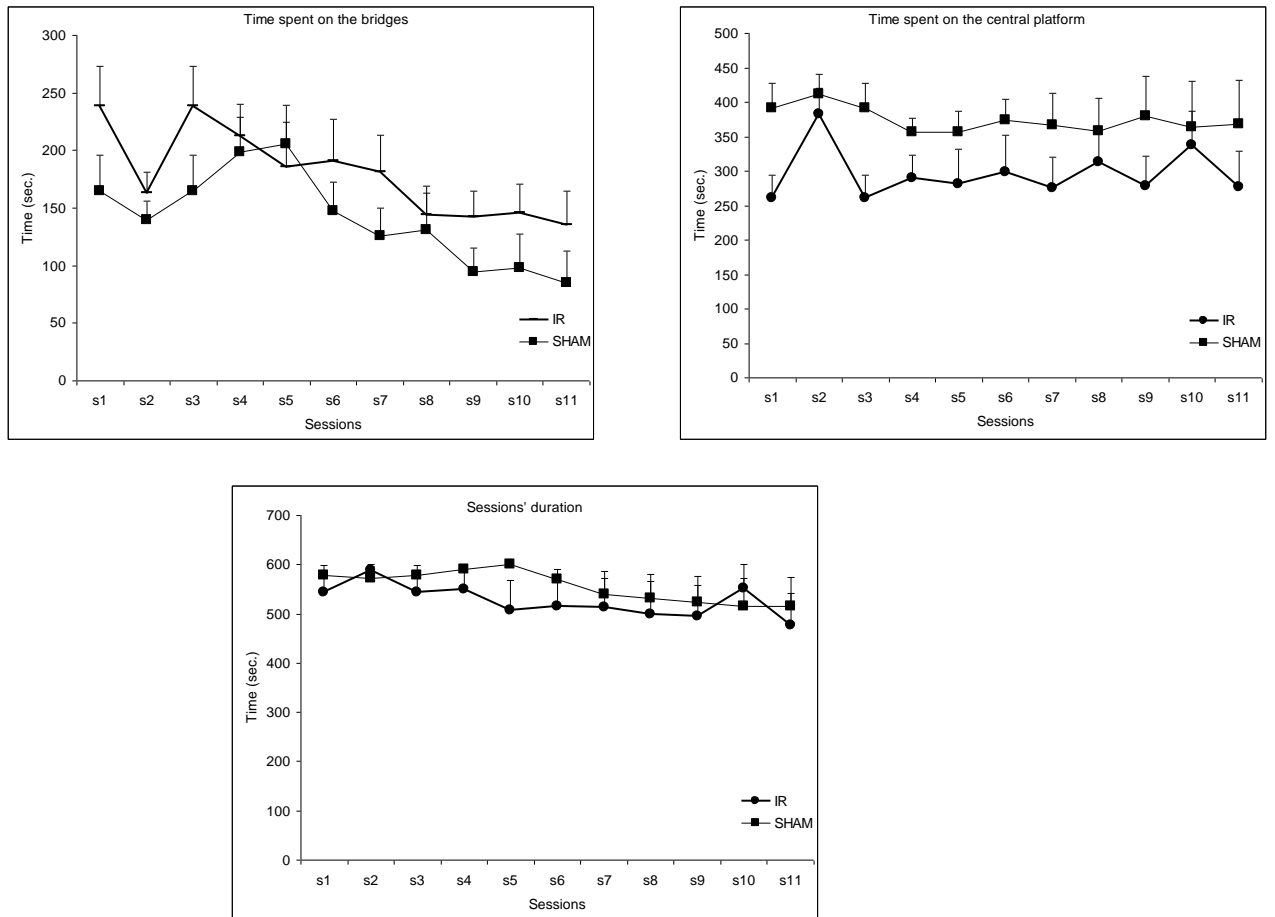 Time spent on the bridges
300
250
200
150
100
50
0
Time (sec.)
s1 s2 s3 s4 s5 s6 s7 s8 s9 s10 s11
Sessions
IR
SHAM
Time spent on the central platform
500
450
400
350
300
250
200
150
100
50
0
Time (sec.)
s1 s2 s3 s4 s5 s6 s7 s8 s9 s10 s11
Sessions
IR
SHAM
Sessions' duration
700
600
500
400
300
200
100
0
Time (sec.)
s1 s2 s3 s4 s5 s6 s7 s8 s9 s10 s11
Sessions
IR
SHAM